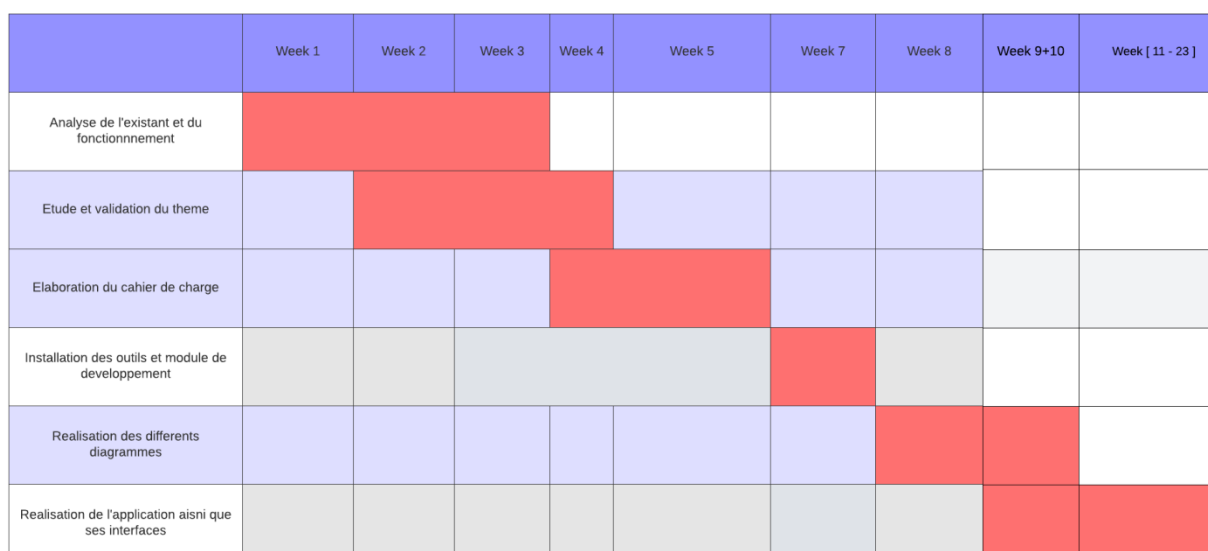 Week 1
Week 2
Week 3
Week 4
Week 5
Week 7
Week 8
Week 9+10
Week [ 11 - 23 ]
Analyse de l'existant et du
fonctionnnement
Etude et validation du theme
Elaboration du cahier de charge
Installation des outils et module de
developpement
Realisation des differents
diagrammes
Realisation de l'application aisni que
ses interfaces